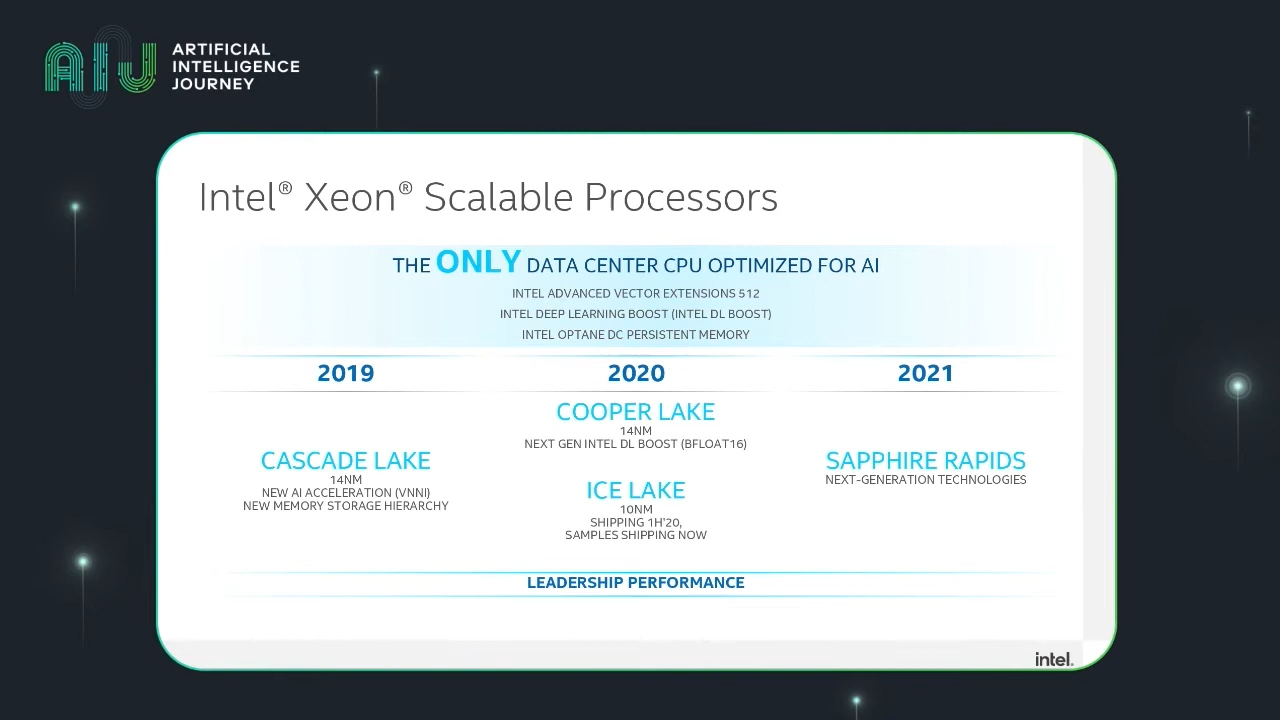 AIJ
ARTIFICIAL
INTELLIGENCE
JOURNEY
Intel® Xeon® Scalable Processors
THE ONLY DATA CENTER CPU OPTIMIZED FOR AI
INTEL ADVANCED VECTOR EXTENSIONS 512
INTEL DEEP LEARNING BOOST (INTEL DL BOOST)
INTEL OPTANE DC PERSISTENT MEMORY
2019
CASCADE LAKE
14NM
NEW AI ACCELERATION (VNNI)
NEW MEMORY STORAGE HIERARCHY
2020
COOPER LAKE
14NM
NEXT GEN INTEL DL BOOST (BFLOAT16)
ICE LAKE
10NM
SHIPPING 1H'20,
SAMPLES SHIPPING NOW
2021
SAPPHIRE RAPIDS
NEXT-GENERATION TECHNOLOGIES
LEADERSHIP PERFORMANCE
intel.